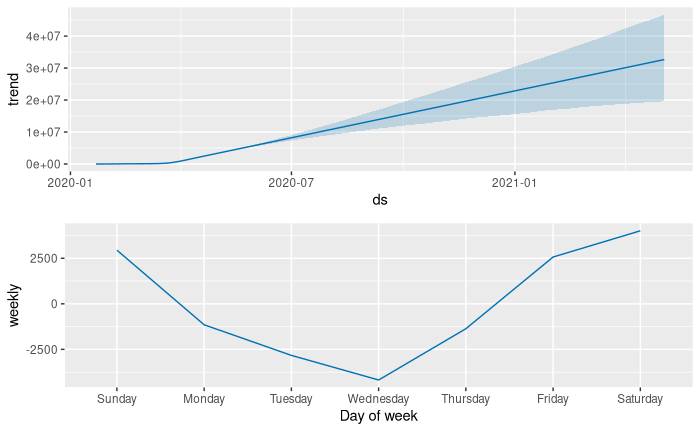 4e+07
3e+07
2e+07
1e+07
0e+00
trend
2020-01 2020-07 2021-01
ds
2500
0
-2500
weekly
Sunday Monday Tuesday Wednesday Thursday Friday Saturday
Day of week